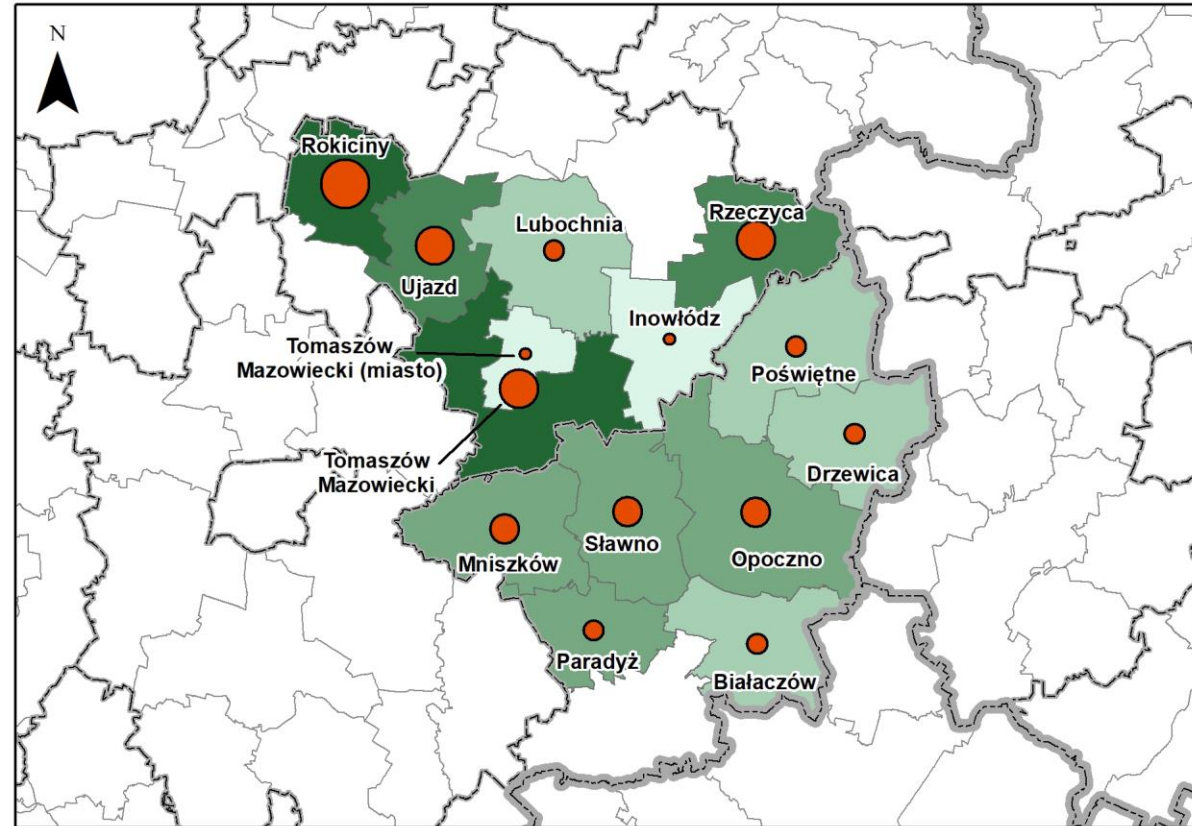 N
Rokiciny
Rzeczyca
Lubochnia
Ujazd
Inowłódz
Tomaszów
Mazowiecki (miasto)
Poświętne
Tomaszów
Mazowiecki
Drzewica
Sławno
Opoczno
Mniszków
Paradyż
Białaczów